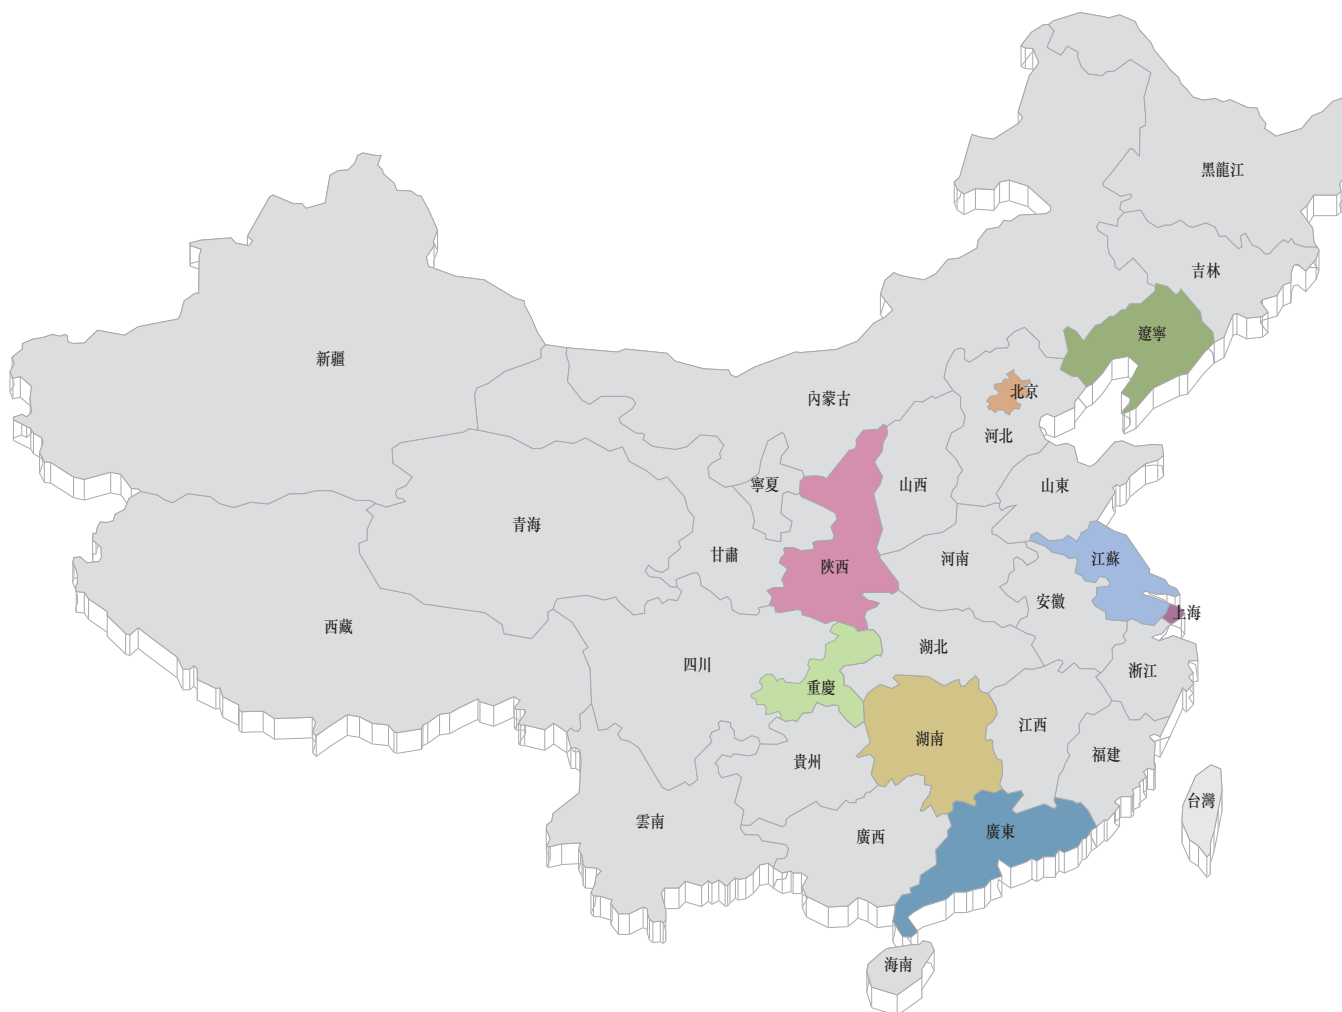 黑龍江
吉林
遼寧
新疆
北京
內蒙古
河北
寧夏
山西
山東
青海
甘肅
陝西
河南
江蘇
安徽
上海
西藏
四川
湖北
浙江
重慶
湖南
江西
貴州
福建
台灣
雲南
廣西
廣東
海南